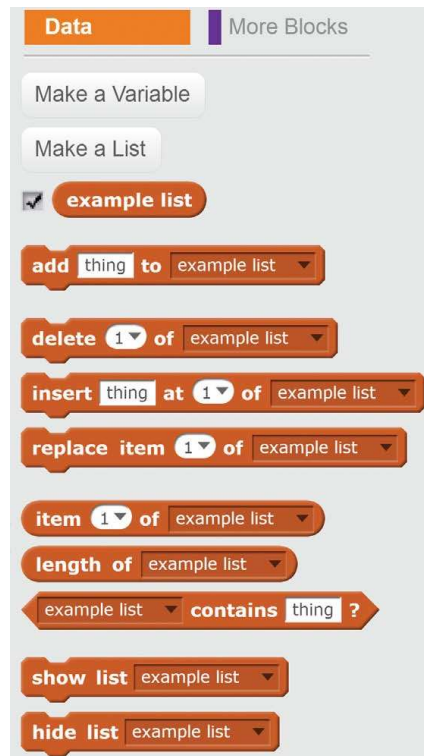 Data More Blocks
Make a Variable
Make a List
example list
add thing to example list
delete 1 of example list
insert thing at 1 of example list
replace item 1 of example list
item 1 of example list
length of example list
example list contains thing ?
show list example list
hide list example list